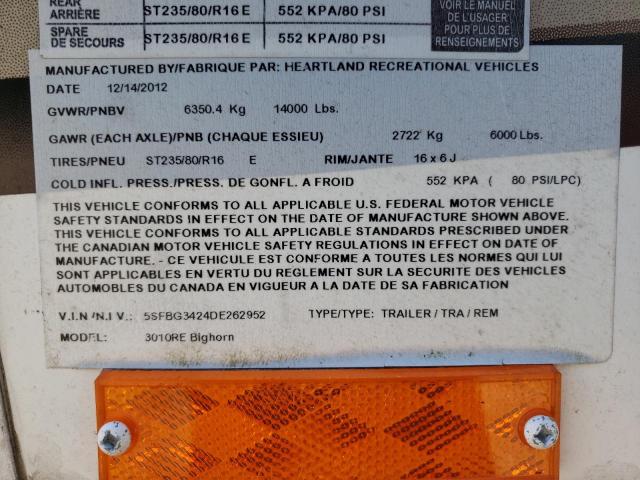 REAR
ARRIÈRE ST235/80/R16 E 552 KPA/80 PSI
SPARE
DE SECOURS ST235/80/R16 E 552 KPA/80 PSI
VOIR LE MANUEL
DE L'USAGER
POUR PLUS DE
RENSEIGNEMENTS
MANUFACTURED BY/FABRIQUE PAR: HEARTLAND RECREATIONAL VEHICLES
DATE 12/14/2012
GVWR/PNBV 6350.4 Kg 14000 Lbs.
GAWR (EACH AXLE)/PNB (CHAQUE ESSIEU) 2722 Kg 6000 Lbs.
TIRES/PNEU ST235/80/R16 E RIM/JANTE 16 x 6 J
COLD INFL. PRESS./PRESS. DE GONFL. A FROID 552 KPA ( 80 PSI/LPC)
THIS VEHICLE CONFORMS TO ALL APPLICABLE U.S. FEDERAL MOTOR VEHICLE
SAFETY STANDARDS IN EFFECT ON THE DATE OF MANUFACTURE SHOWN ABOVE.
THIS VEHICLE CONFORMS TO ALL APPLICABLE STANDARDS PRESCRIBED UNDER
THE CANADIAN MOTOR VEHICLE SAFETY REGULATIONS IN EFFECT ON DATE OF
MANUFACTURE. - CE VEHICULE EST CONFORME A TOUTES LES NORMES QUI LUI
SONT APPLICABLES EN VERTU DU REGLEMENT SUR LA SECURITE DES VEHICLES
AUTOMOBILES DU CANADA EN VIGUEUR A LA DATE DE SA FABRICATION
V.I.N /N.I V.: 5SFBG3424DE262952 TYPE/TYPE: TRAILER / TRA / REM
MODEL: 3010RE Bighorn